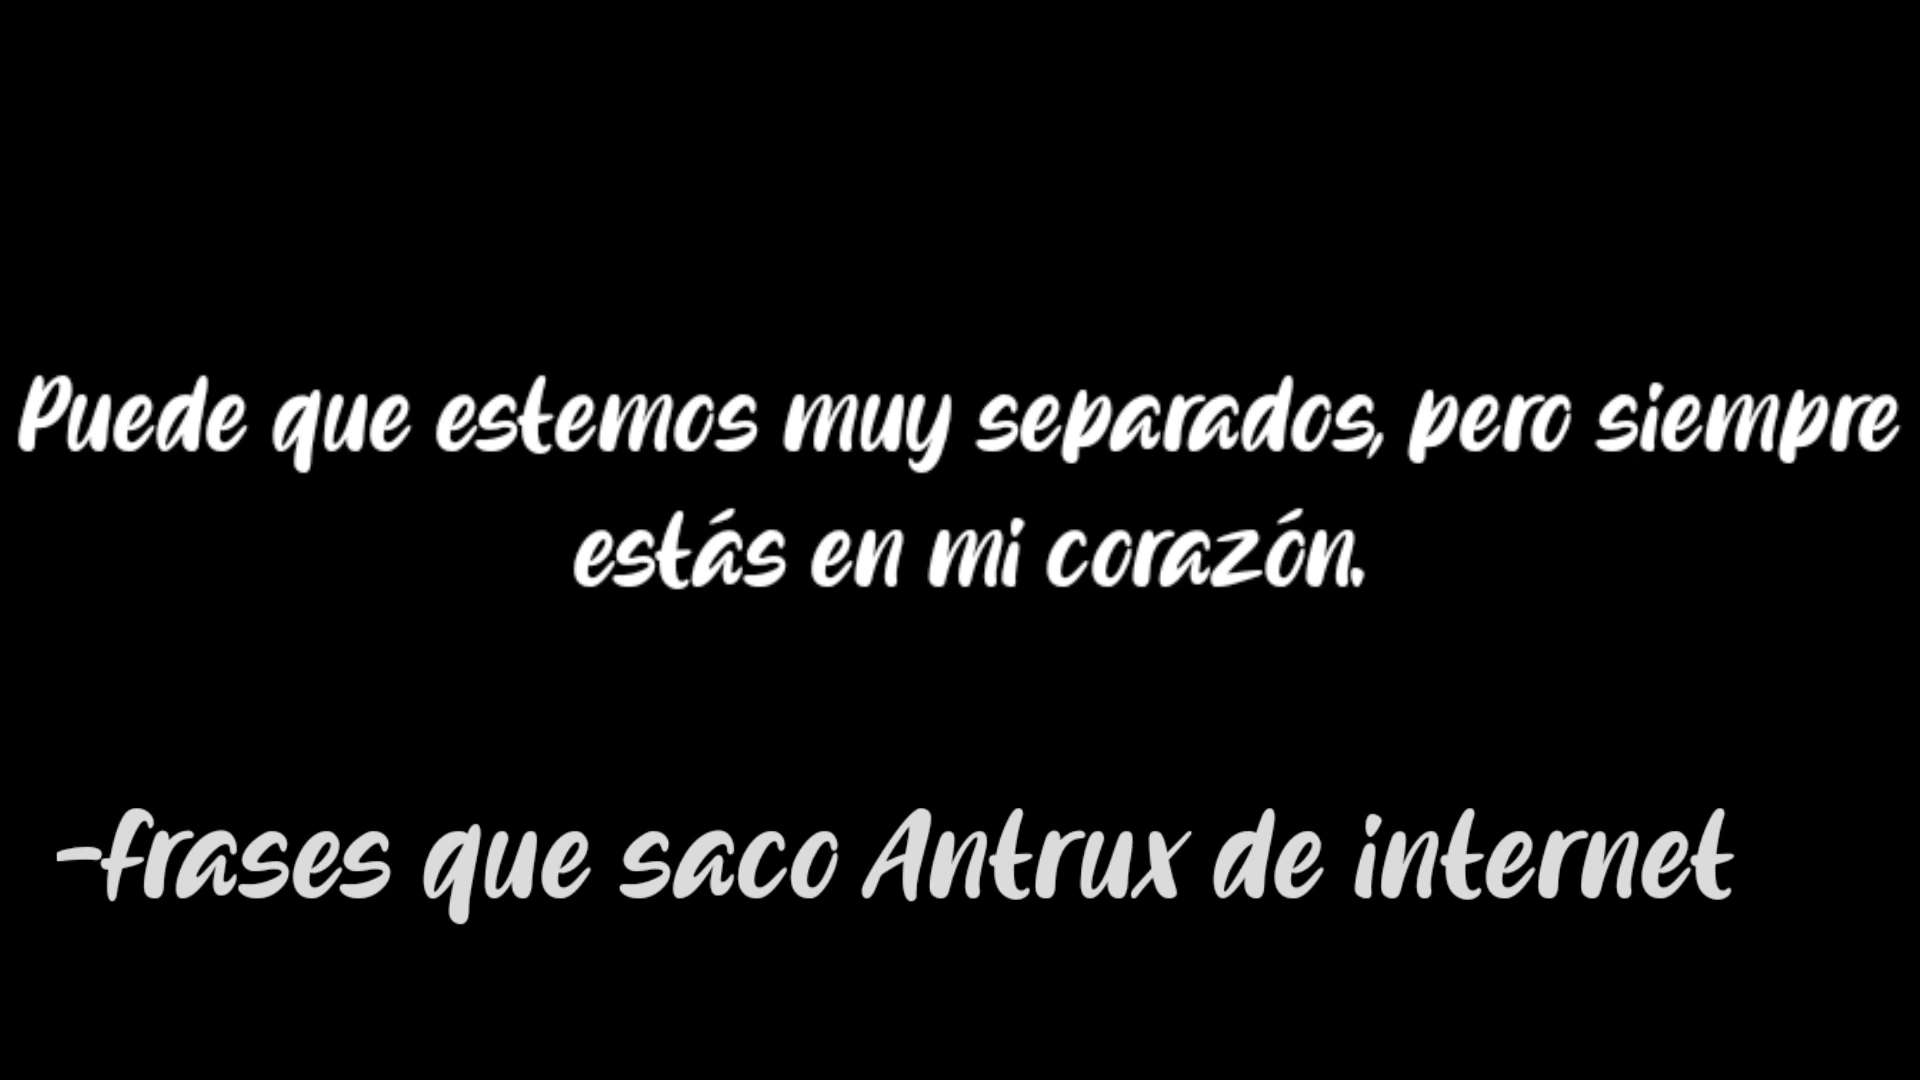 Puede que estemos muy separados, pero siempre
estás en mi corazón.
-frases que saco Antrux de internet